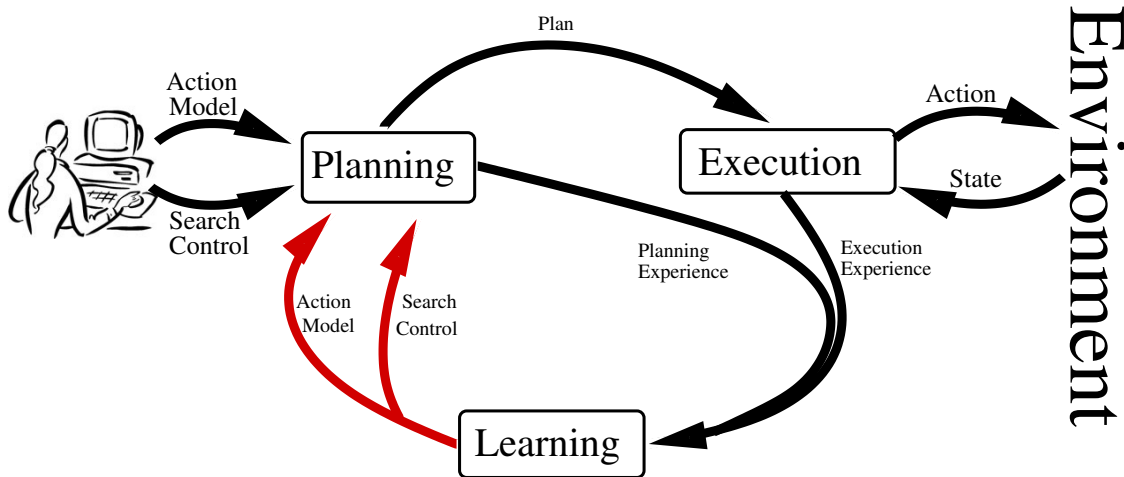 Plan
Action
Model
Planning
Search
Control
Execution
Action
State
Environment
Planning
Experience
Execution
Experience
Action
Model
Search
Control
Learning